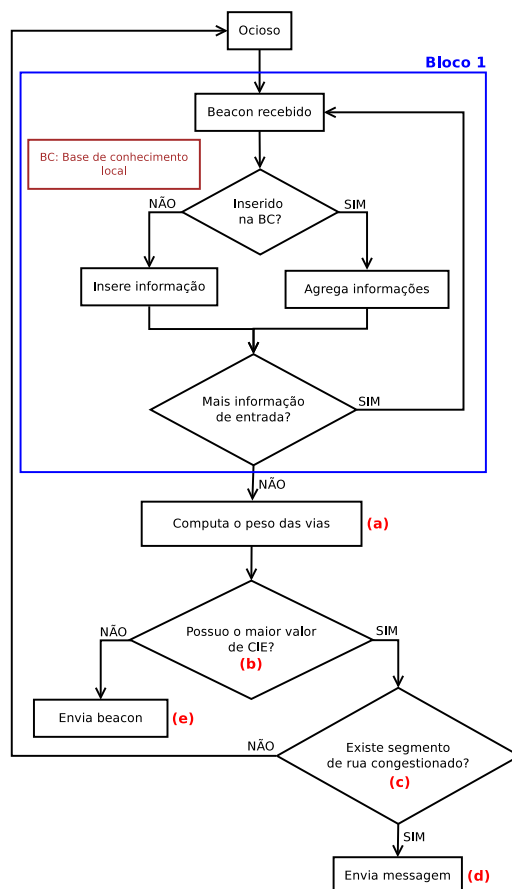 Ocioso
Bloco 1
Beacon recebido
BC: Base de conhecimento
local
NÃO
Inserido
na BC?
SIM
Insere informação
Agrega informações
Mais informação
de entrada?
SIM
NÃO
Computa o peso das vias
(a)
NÃO
Possuo o maior valor
de CIE?
(b)
SIM
Envia beacon
(e)
NÃO
Existe segmento
de rua congestionado?
(c)
SIM
Envia messagem
(d)